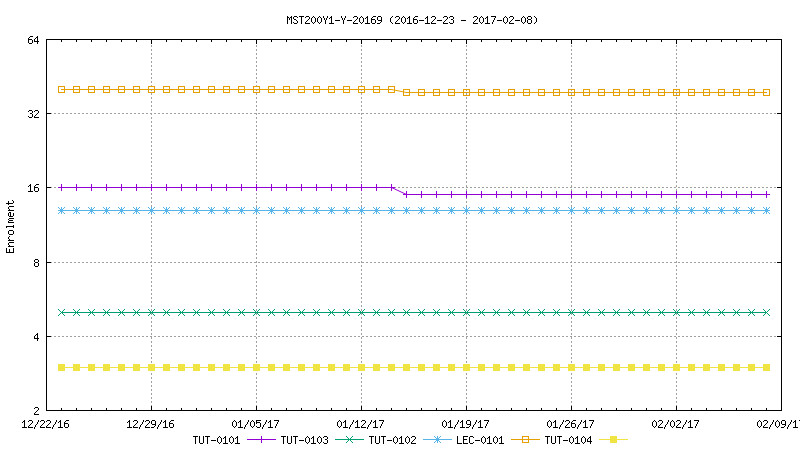 MST200Y1-Y-20169 (2016-12-23 - 2017-02-08)
64
32
16
8
4
2
Enrolment
12/22/16 12/29/16 01/05/17 01/12/17 01/19/17 01/26/17 02/02/17 02/09/1
TUT-0101 TUT-0103 TUT-0102 LEC-0101 TUT-0104